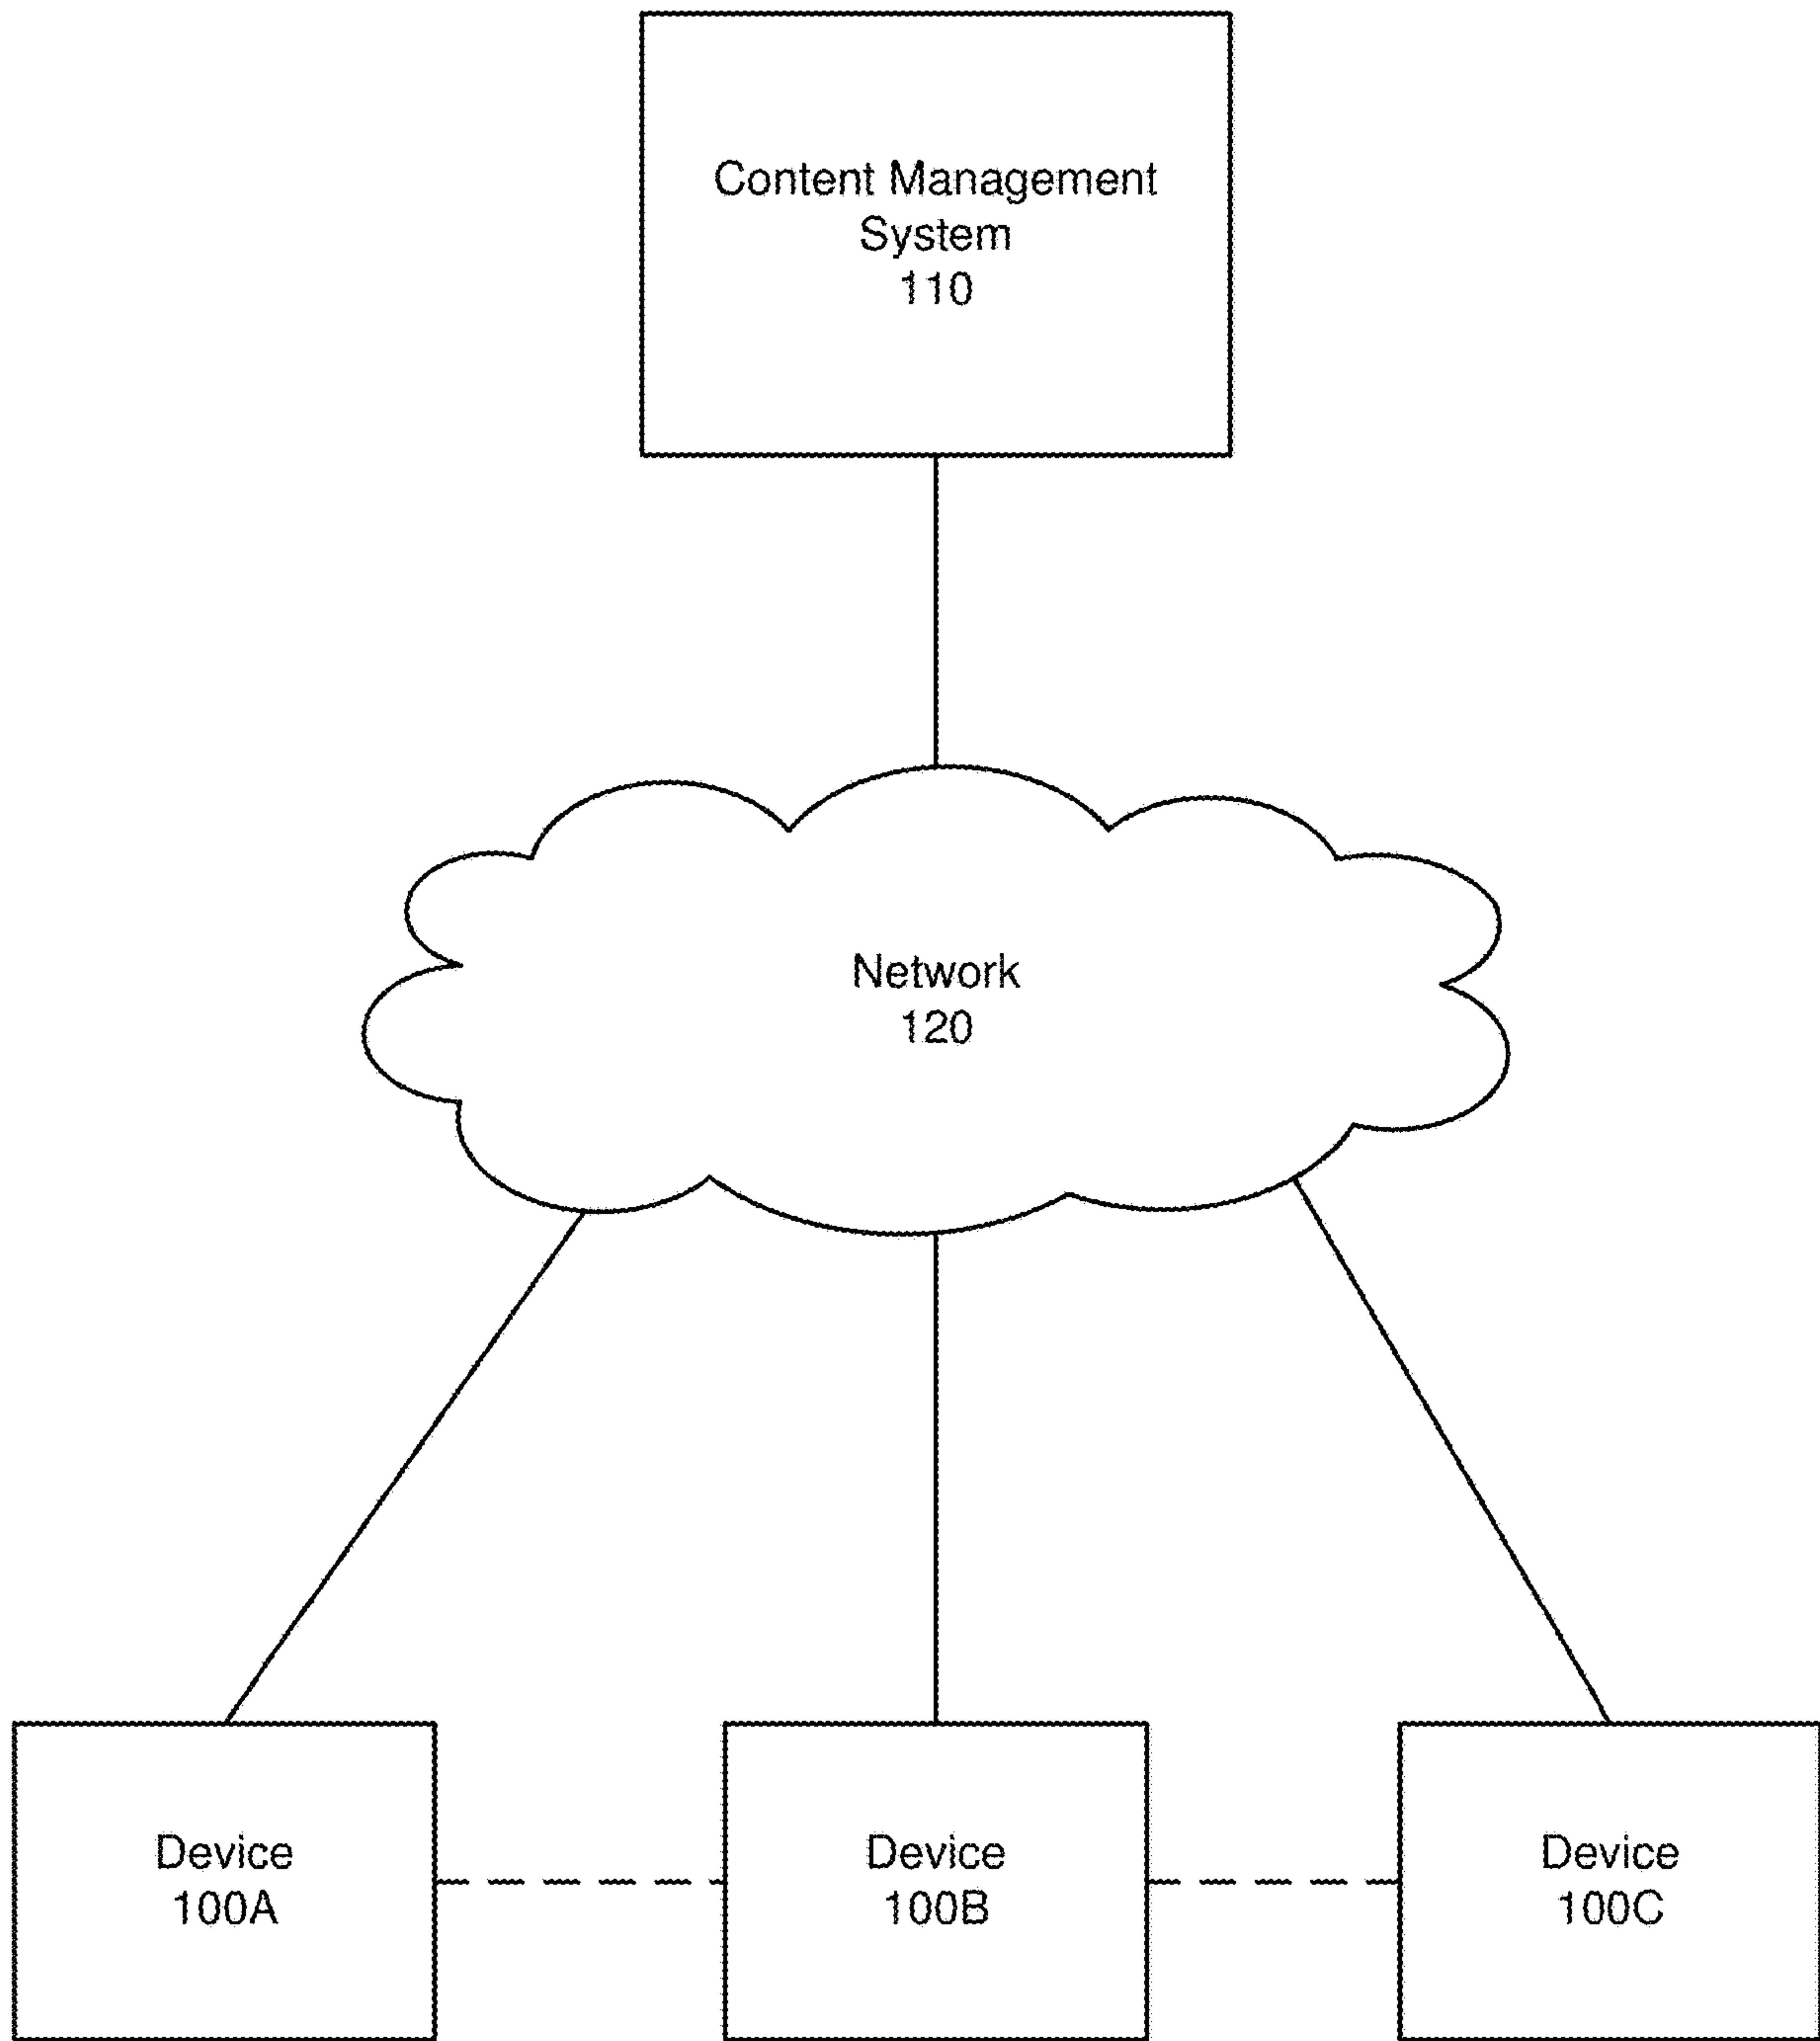 Content Management
System
110
Network
120
Device
100A
Device
100B
Device
100C